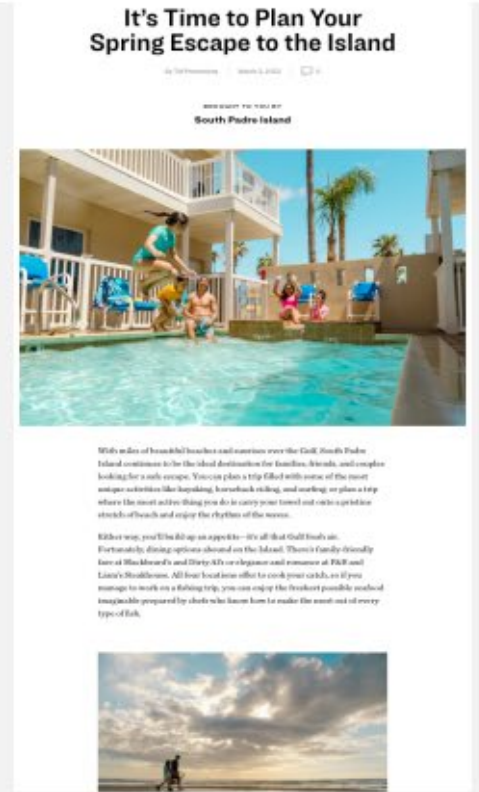 It's Time to Plan Your
Spring Escape to the Island
BROUGHT TO YOU BY
South Padre Island
With miles of beautiful beaches and sunrises over the Gulf, South Padre
Island continues to be the ideal destination for families, friends, and couples
looking for a safe escape. You can plan a trip filled with some of the most
unique activities like kayaking, horseback riding, and surfing; or plan a trip
where the most active thing you do is carry your towel out onto a pristine
stretch of beach and enjoy the rhythm of the waves.
Either way, you'll build up an appetite—it's all that Gulf fresh air.
Fortunately, dining options abound on the Island. There's family-friendly
fare at Blackbeard's and Dirty Al's or elegance and romance at F&B and
Liam's Steakhouse. All four locations offer to cook your catch, so if you
manage to work on a fishing trip, you can enjoy the freshest possible seafood
imaginable prepared by chefs who know how to make the most out of every
type of fish.